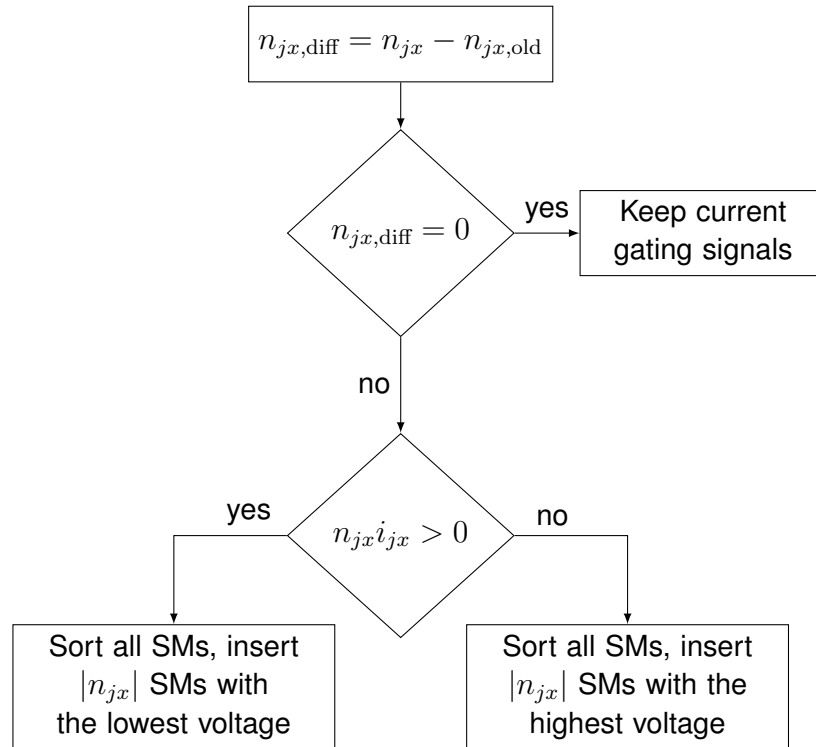 n_{jx,diff} = n_{jx} − n_{jx,old}
n_{jx,diff} = 0
yes
Keep current
gating signals
no
n_{jx}i_{jx} > 0
yes
no
Sort all SMs, insert
|n_{jx}| SMs with
the lowest voltage
Sort all SMs, insert
|n_{jx}| SMs with the
highest voltage